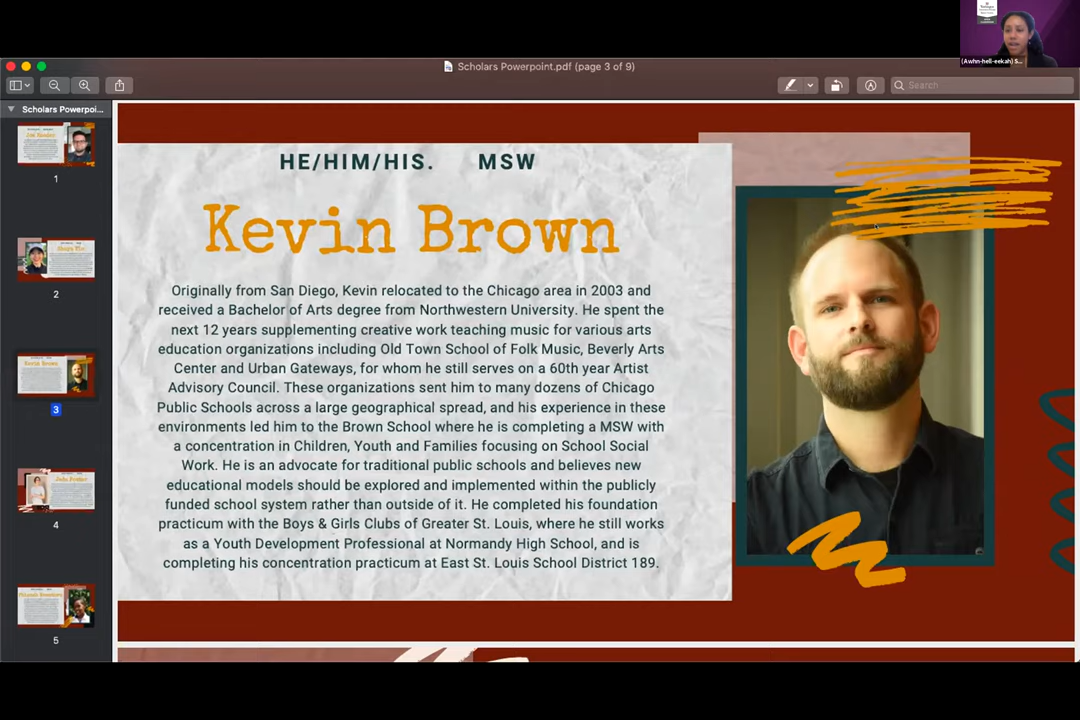 (Awhn-hell-eekah) S...
Scholars Powerpoint.pdf (page 3 of 9)
Search
Scholars Powerpoi...
1
2
3
4
5
HE/HIM/HIS. MSW
Kevin Brown
Originally from San Diego, Kevin relocated to the Chicago area in 2003 and
received a Bachelor of Arts degree from Northwestern University. He spent the
next 12 years supplementing creative work teaching music for various arts
education organizations including Old Town School of Folk Music, Beverly Arts
Center and Urban Gateways, for whom he still serves on a 60th year Artist
Advisory Council. These organizations sent him to many dozens of Chicago
Public Schools across a large geographical spread, and his experience in these
environments led him to the Brown School where he is completing a MSW with
a concentration in Children, Youth and Families focusing on School Social
Work. He is an advocate for traditional public schools and believes new
educational models should be explored and implemented within the publicly
funded school system rather than outside of it. He completed his foundation
practicum with the Boys & Girls Clubs of Greater St. Louis, where he still works
as a Youth Development Professional at Normandy High School, and is
completing his concentration practicum at East St. Louis School District 189.